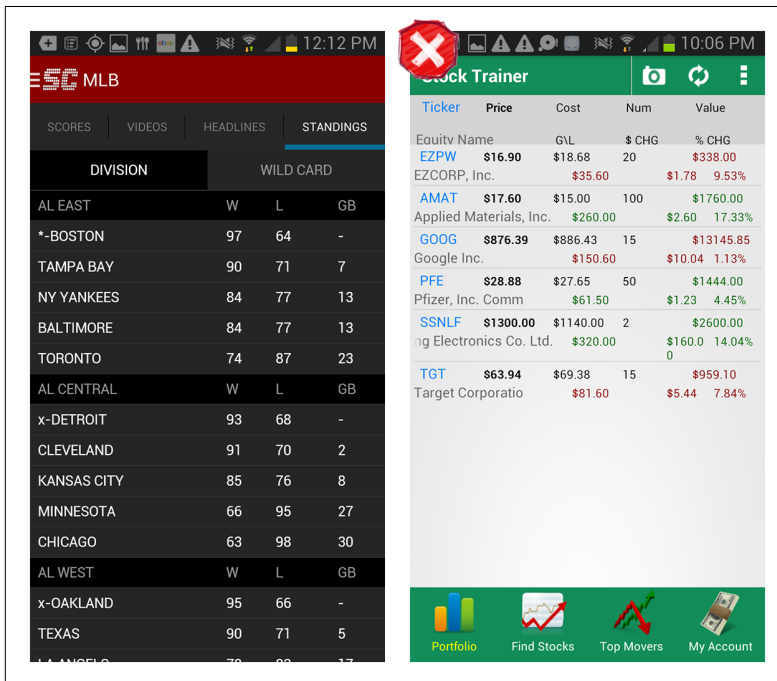 12:12 PM
SC MLB
SCORES VIDEOS HEADLINES STANDINGS
DIVISION WILD CARD
AL EAST W L GB
*-BOSTON 97 64 -
TAMPA BAY 90 71 7
NY YANKEES 84 77 13
BALTIMORE 84 77 13
TORONTO 74 87 23
AL CENTRAL W L GB
x-DETROIT 93 68 -
CLEVELAND 91 70 2
KANSAS CITY 85 76 8
MINNESOTA 66 95 27
CHICAGO 63 98 30
AL WEST W L GB
x-OAKLAND 95 66 -
TEXAS 90 71 5
10:06 PM
Stock Trainer
Ticker Price Cost Num Value
Equity Name G\L $ CHG % CHG
EZPW $16.90 $18.68 20 $338.00
EZCORP, Inc. $35.60 $1.78 9.53%
AMAT $17.60 $15.00 100 $1760.00
Applied Materials, Inc. $260.00 $2.60 17.33%
GOOG $876.39 $886.43 15 $13145.85
Google Inc. $150.60 $10.04 1.13%
PFE $28.88 $27.65 50 $1444.00
Pfizer, Inc. Comm $61.50 $1.23 4.45%
SSNLF $1300.00 $1140.00 2 $2600.00
ng Electronics Co. Ltd. $320.00 $160.0 14.04%
0
TGT $63.94 $69.38 15 $959.10
Target Corporatio $81.60 $5.44 7.84%
Portfolio Find Stocks Top Movers My Account